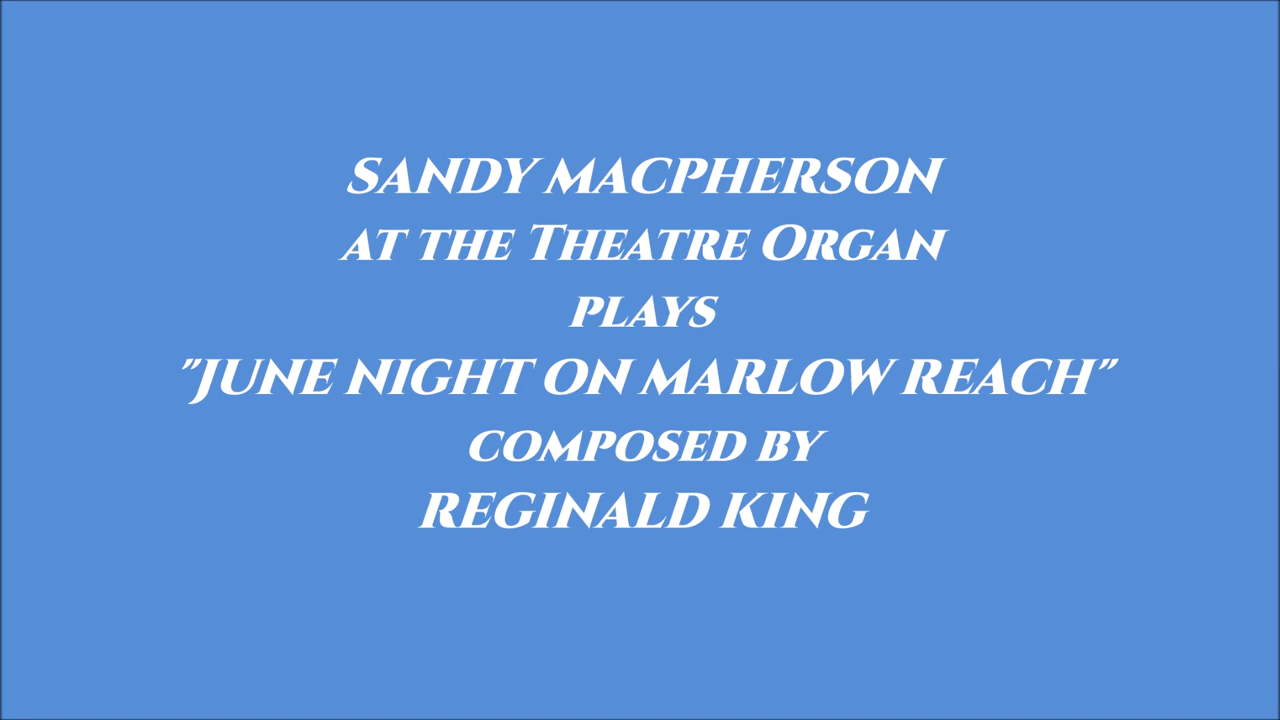 SANDY MACPHERSON
AT THE THEATRE ORGAN
PLAYS
"JUNE NIGHT ON MARLOW REACH"
COMPOSED BY
REGINALD KING